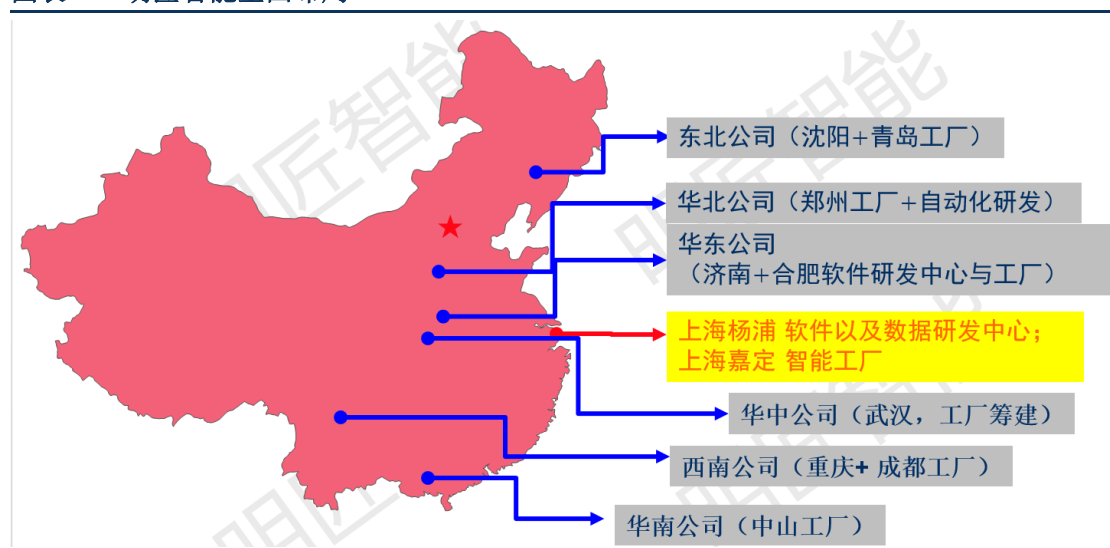 东北公司（沈阳+青岛工厂）
华北公司（郑州工厂+自动化研发）
华东公司
（济南+合肥软件研发中心与工厂）
上海杨浦 软件以及数据研发中心；
上海嘉定 智能工厂
华中公司（武汉，工厂筹建）
西南公司（重庆+ 成都工厂）
华南公司（中山工厂）
明匠智能